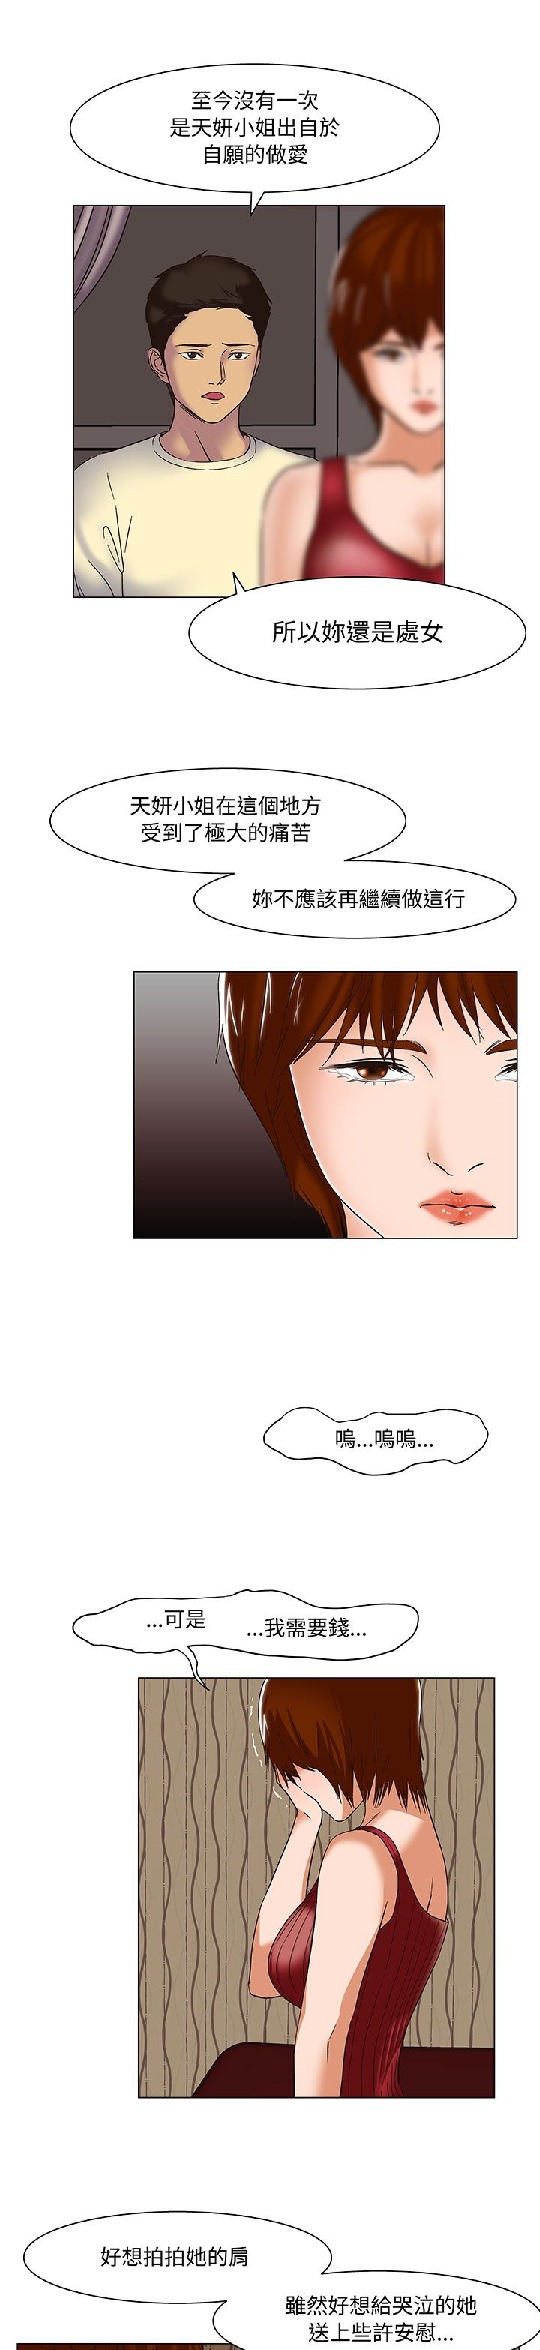 至今沒有一次
是天妍小姐出自於
自願的做愛
所以妳還是處女
天妍小姐在這個地方
受到了極大的痛苦
妳不應該再繼續做這行
嗚...嗚嗚...
...可是
...我需要錢...
好想拍拍她的肩
雖然好想給哭泣的她
送上些許安慰...